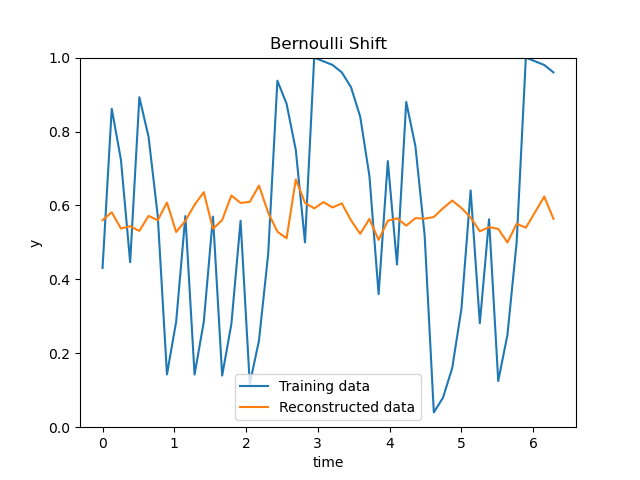 Bernoulli Shift
1.0
0.8
0.6
0.4
0.2
0.0
y
0 1 2 3 4 5 6
time
Training data
Reconstructed data